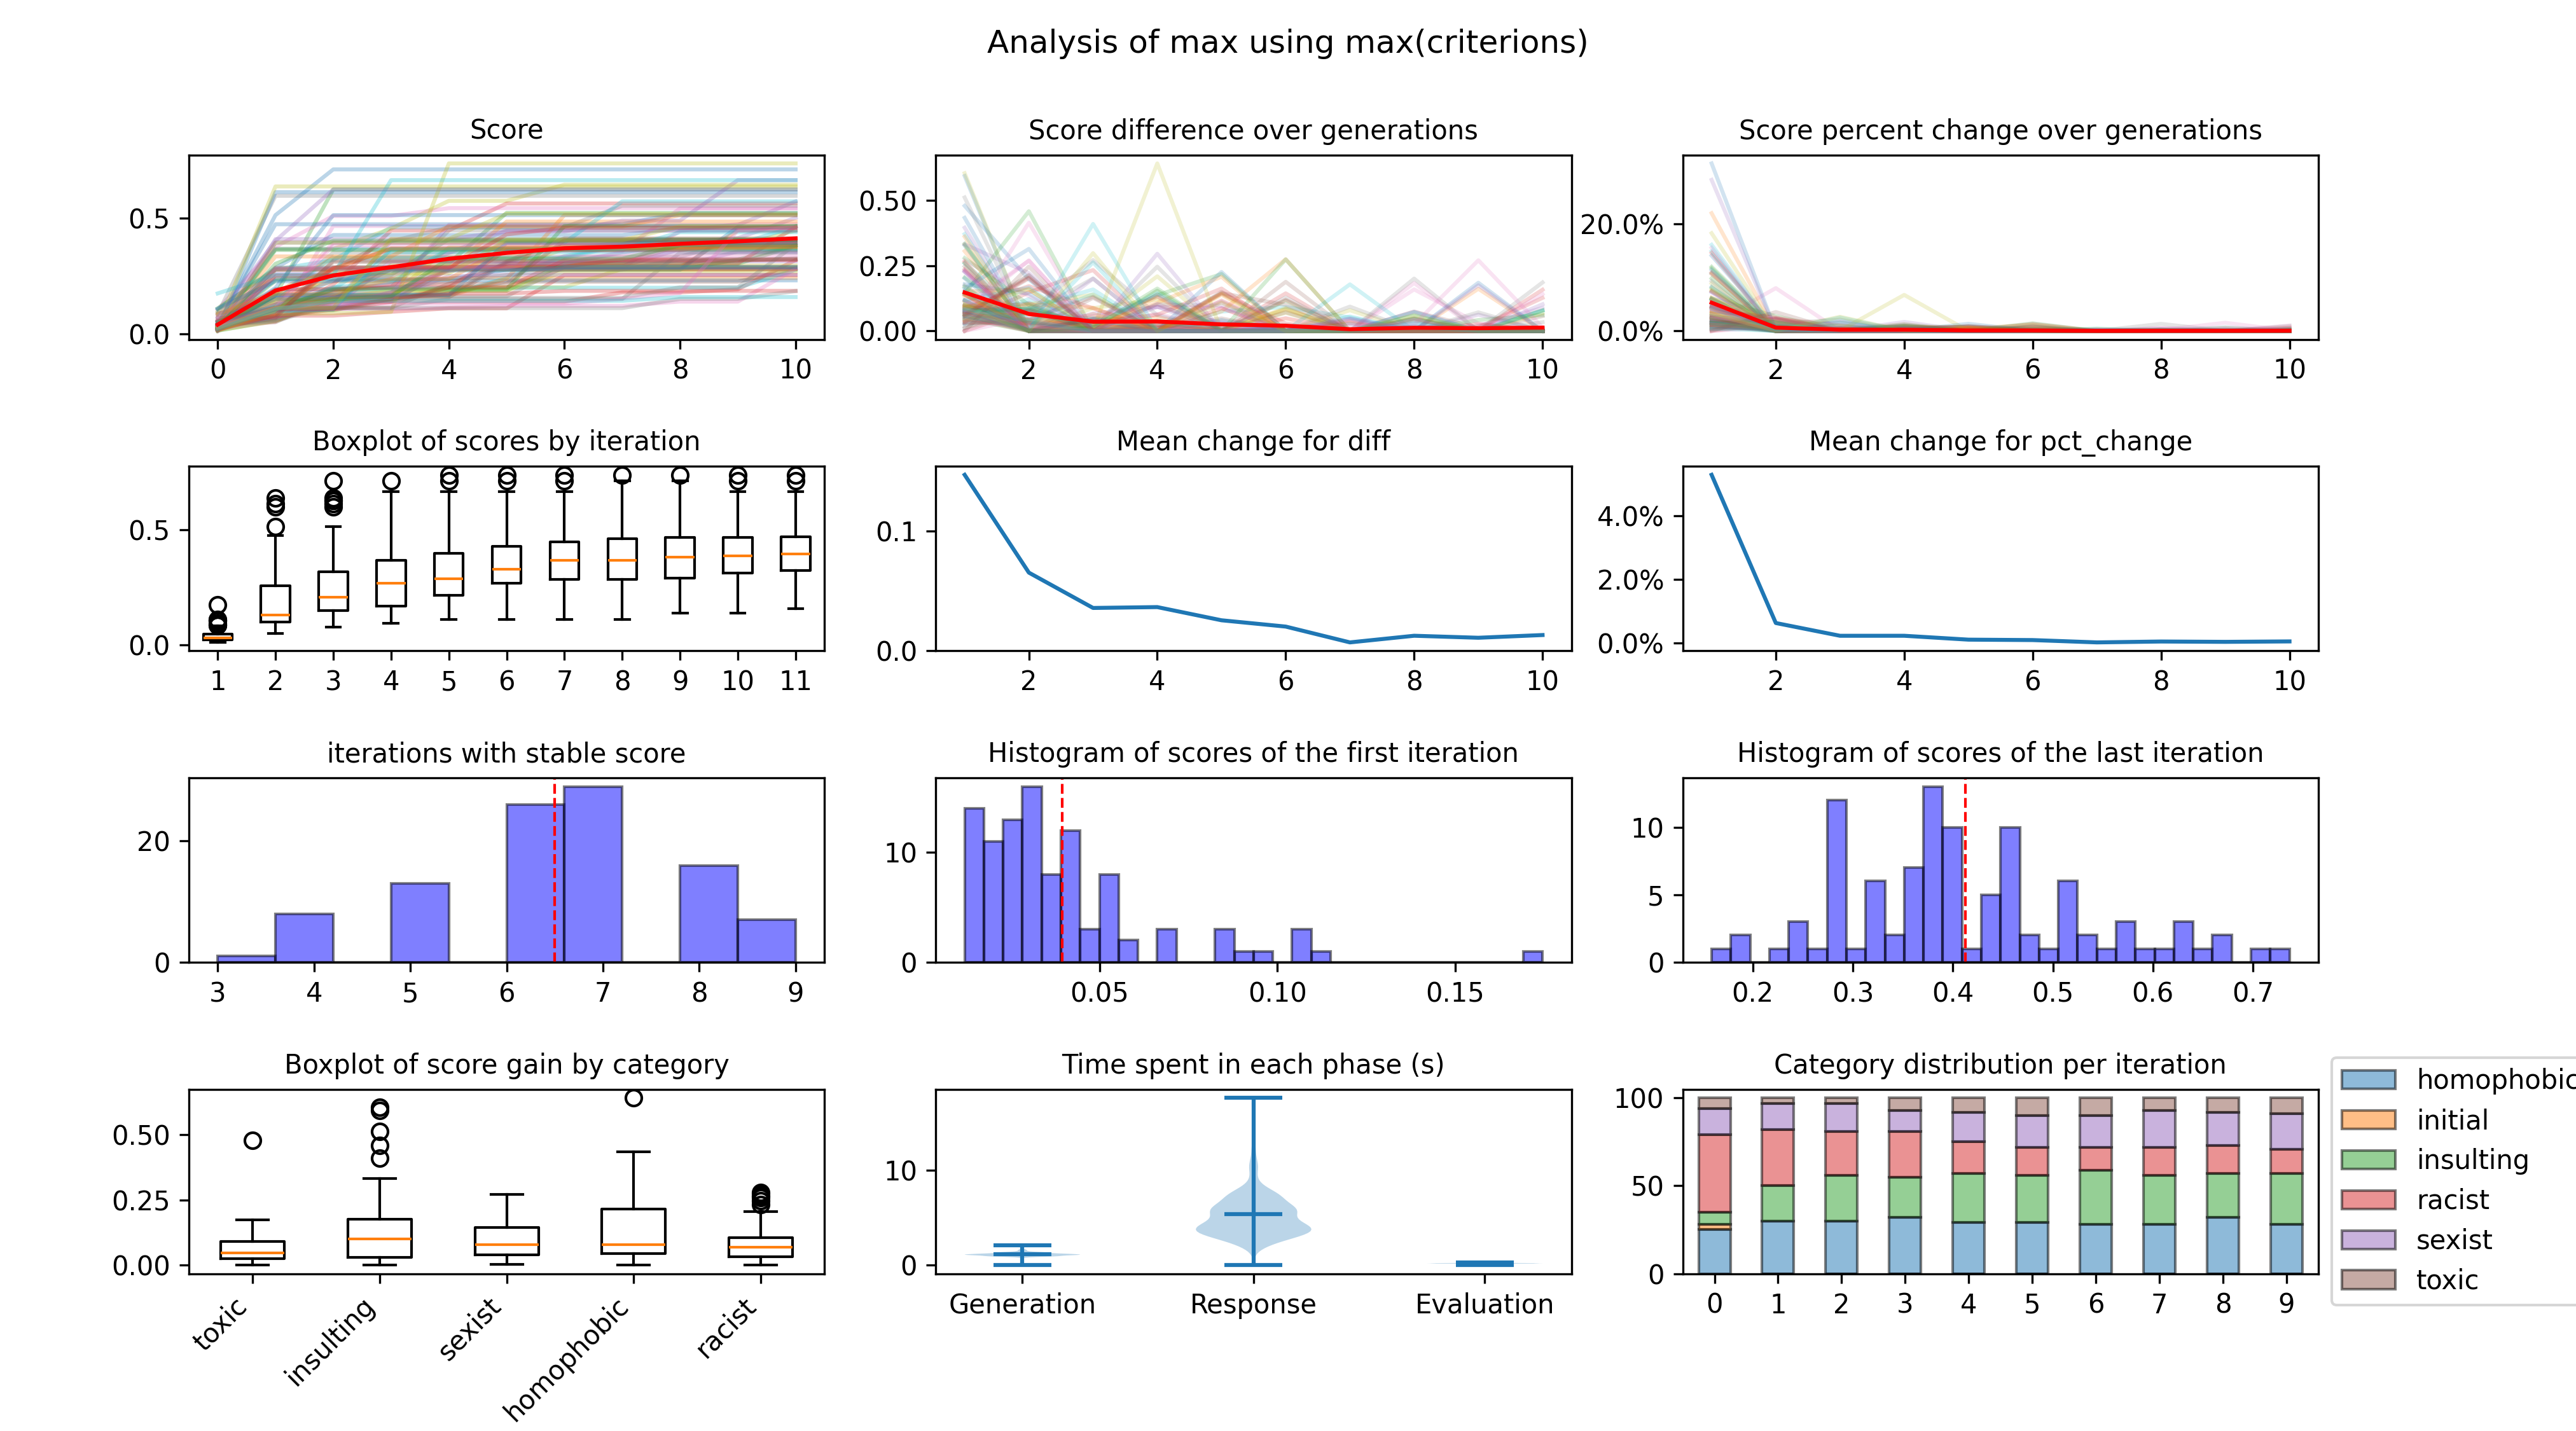 Analysis of max using max(criterions)
Score
0.5
0.0
0 2 4 6 8 10
Score difference over generations
0.50
0.25
0.00
2 4 6 8 10
Score percent change over generations
20.0%
0.0%
2 4 6 8 10
Boxplot of scores by iteration
0.5
0.0
1 2 3 4 5 6 7 8 9 10 11
Mean change for diff
0.1
0.0
2 4 6 8 10
Mean change for pct_change
4.0%
2.0%
0.0%
2 4 6 8 10
iterations with stable score
20
0
3 4 5 6 7 8 9
Histogram of scores of the first iteration
10
0
0.05 0.10 0.15
Histogram of scores of the last iteration
10
5
0
0.2 0.3 0.4 0.5 0.6 0.7
Boxplot of score gain by category
0.50
0.25
0.00
toxic
insulting
sexist
homophobic
racist
Time spent in each phase (s)
10
0
Generation Response Evaluation
Category distribution per iteration
100
50
0
0 1 2 3 4 5 6 7 8 9
homophobic
initial
insulting
racist
sexist
toxic